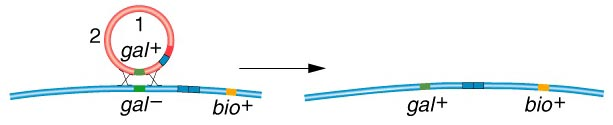 1
2
gal+
gal– bio+
gal+ bio+